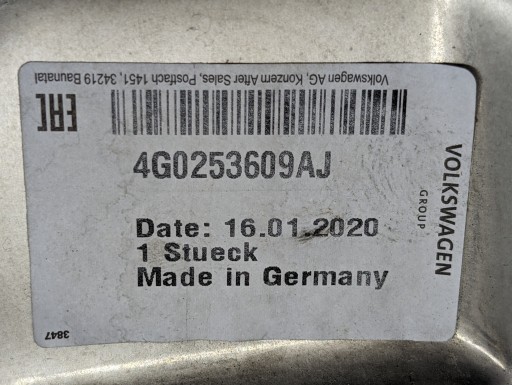 Volkswagen AG, Konzern After Sales, Postfach 1451, 34219 Baunatal
EAC
4G0253609AJ
VOLKSWAGEN
GROUP
Date: 16.01.2020
1 Stueck
Made in Germany
3847